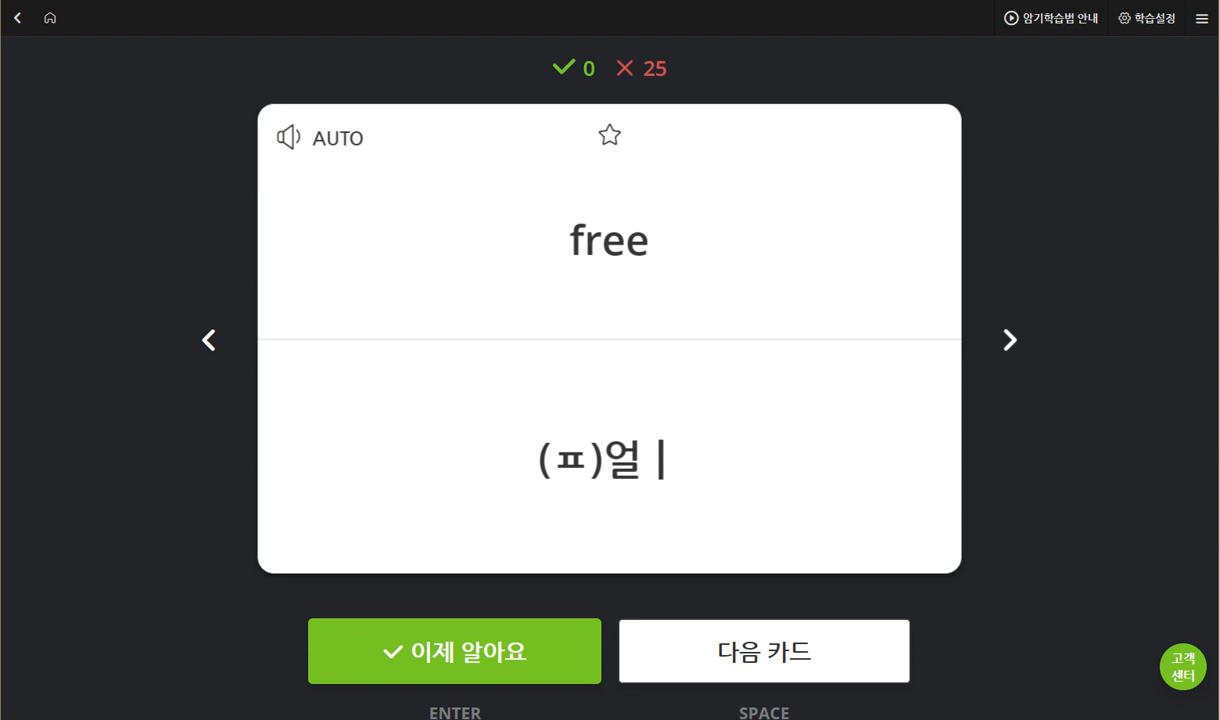 암기학습법 안내
학습설정
0
25
AUTO
free
(ㅍ)얼ㅣ
이제 알아요
다음 카드
고객
센터
ENTER
SPACE